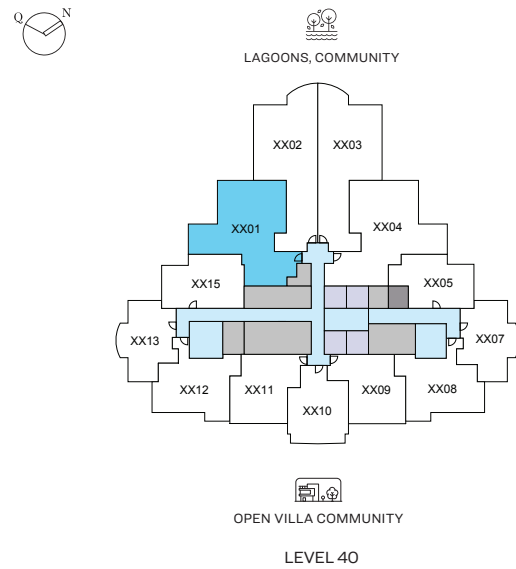 Q N
LAGOONS, COMMUNITY
XX02 XX03
XX01 XX04
XX15 XX05
XX13 XX07
XX12 XX11 XX10 XX09 XX08
OPEN VILLA COMMUNITY
LEVEL 40